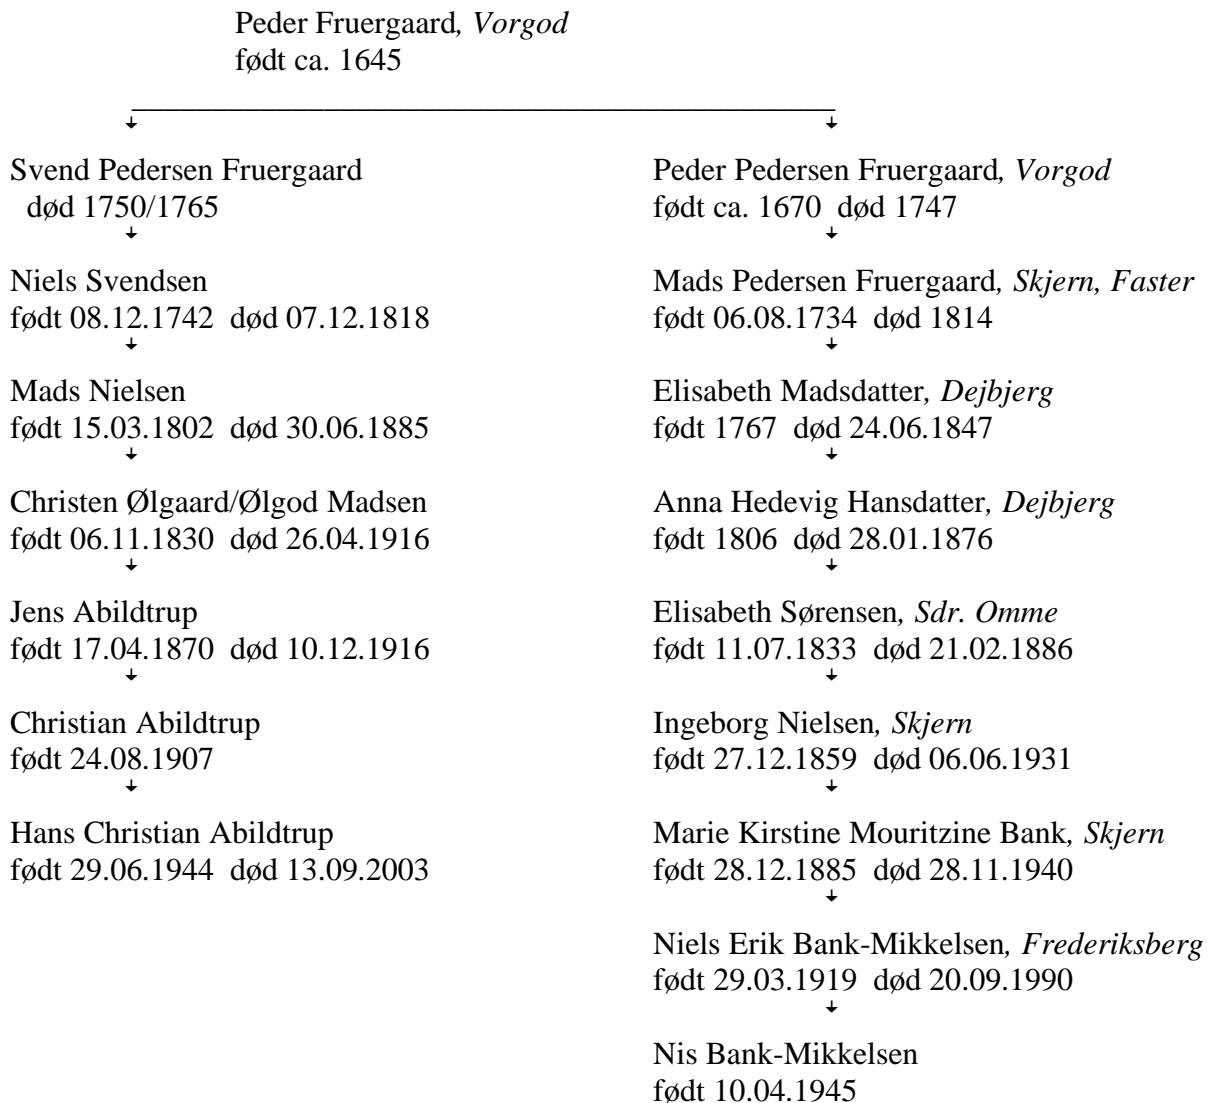 Peder Fruergaard, Vorgod
født ca. 1645
Svend Pedersen Fruergaard
død 1750/1765
Niels Svendsen
født 08.12.1742 død 07.12.1818
Mads Nielsen
født 15.03.1802 død 30.06.1885
Christen Ølgaard/Ølgod Madsen
født 06.11.1830 død 26.04.1916
Jens Abildtrup
født 17.04.1870 død 10.12.1916
Christian Abildtrup
født 24.08.1907
Hans Christian Abildtrup
født 29.06.1944 død 13.09.2003
Peder Pedersen Fruergaard, Vorgod
født ca. 1670 død 1747
Mads Pedersen Fruergaard, Skjern, Faster
født 06.08.1734 død 1814
Elisabeth Madsdatter, Dejbjerg
født 1767 død 24.06.1847
Anna Hedevig Hansdatter, Dejbjerg
født 1806 død 28.01.1876
Elisabeth Sørensen, Sdr. Omme
født 11.07.1833 død 21.02.1886
Ingeborg Nielsen, Skjern
født 27.12.1859 død 06.06.1931
Marie Kirstine Mouritzine Bank, Skjern
født 28.12.1885 død 28.11.1940
Niels Erik Bank-Mikkelsen, Frederiksberg
født 29.03.1919 død 20.09.1990
Nis Bank-Mikkelsen
født 10.04.1945